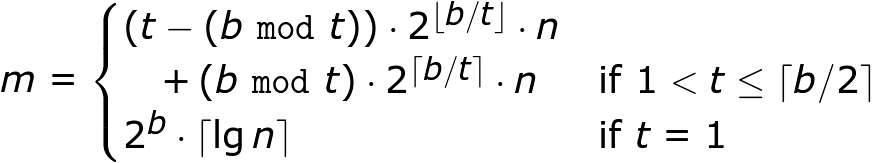 (t − (b mod t)) · 2^⌊b/t⌋ · n
m = { + (b mod t) · 2^⌈b/t⌉ · n if 1 < t ≤ ⌈b/2⌉
2^b · ⌈lg n⌉ if t = 1